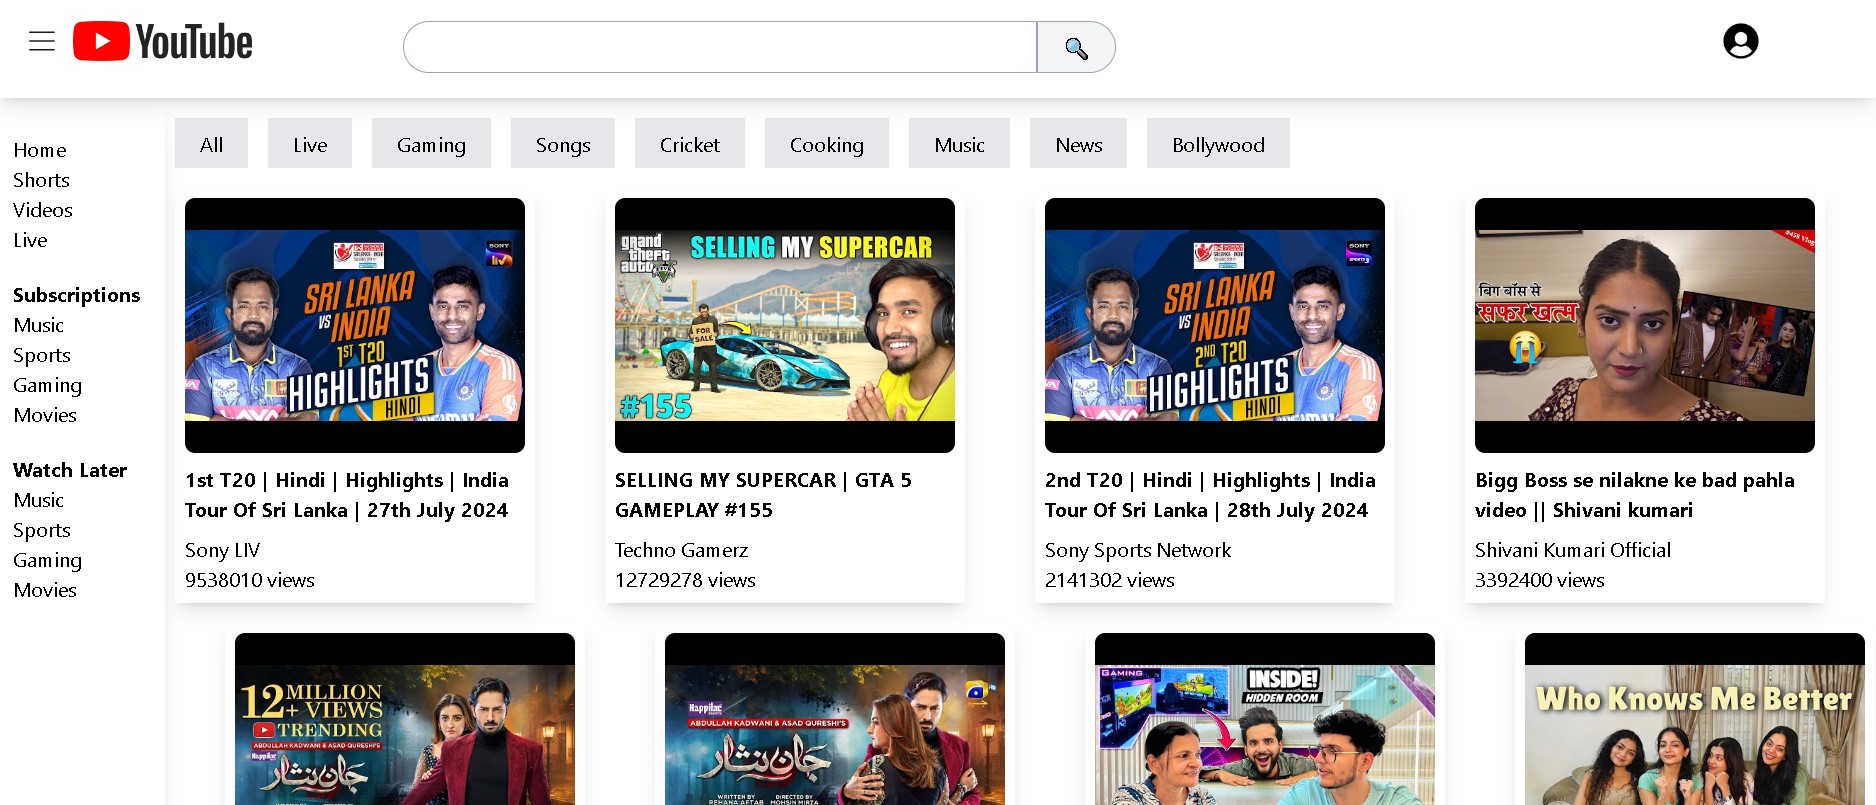 YouTube
All Live Gaming Songs Cricket Cooking Music News Bollywood
Home
Shorts
Videos
Live
Subscriptions
Music
Sports
Gaming
Movies
Watch Later
Music
Sports
Gaming
Movies
SONY
liv
SRI LANKA
VS
INDIA
1ST T20
HIGHLIGHTS
HINDI
1st T20 | Hindi | Highlights | India
Tour Of Sri Lanka | 27th July 2024
Sony LIV
9538010 views
grand
theft
auto
SELLING MY SUPERCAR
FOR
SALE
#155
SELLING MY SUPERCAR | GTA 5
GAMEPLAY #155
Techno Gamerz
12729278 views
SONY
SRI LANKA
VS
INDIA
2ND T20
HIGHLIGHTS
HINDI
2nd T20 | Hindi | Highlights | India
Tour Of Sri Lanka | 28th July 2024
Sony Sports Network
2141302 views
#458 Vlog
बिग बॉस से
सफर खत्म
Bigg Boss se nilakne ke bad pahla
video || Shivani kumari
Shivani Kumari Official
3392400 views
12 MILLION
+ VIEWS
TRENDING
ABDULLAH KADWANI & ASAD QURESHI'S
جان نثار
Happilac
ABDULLAH KADWANI & ASAD QURESHI'S
جان نثار
WRITTEN BY DIRECTED BY
REHANA AFTAB MOHSIN MIRZA
GAMING
INSIDE!
HIDDEN ROOM
Who Knows Me Better